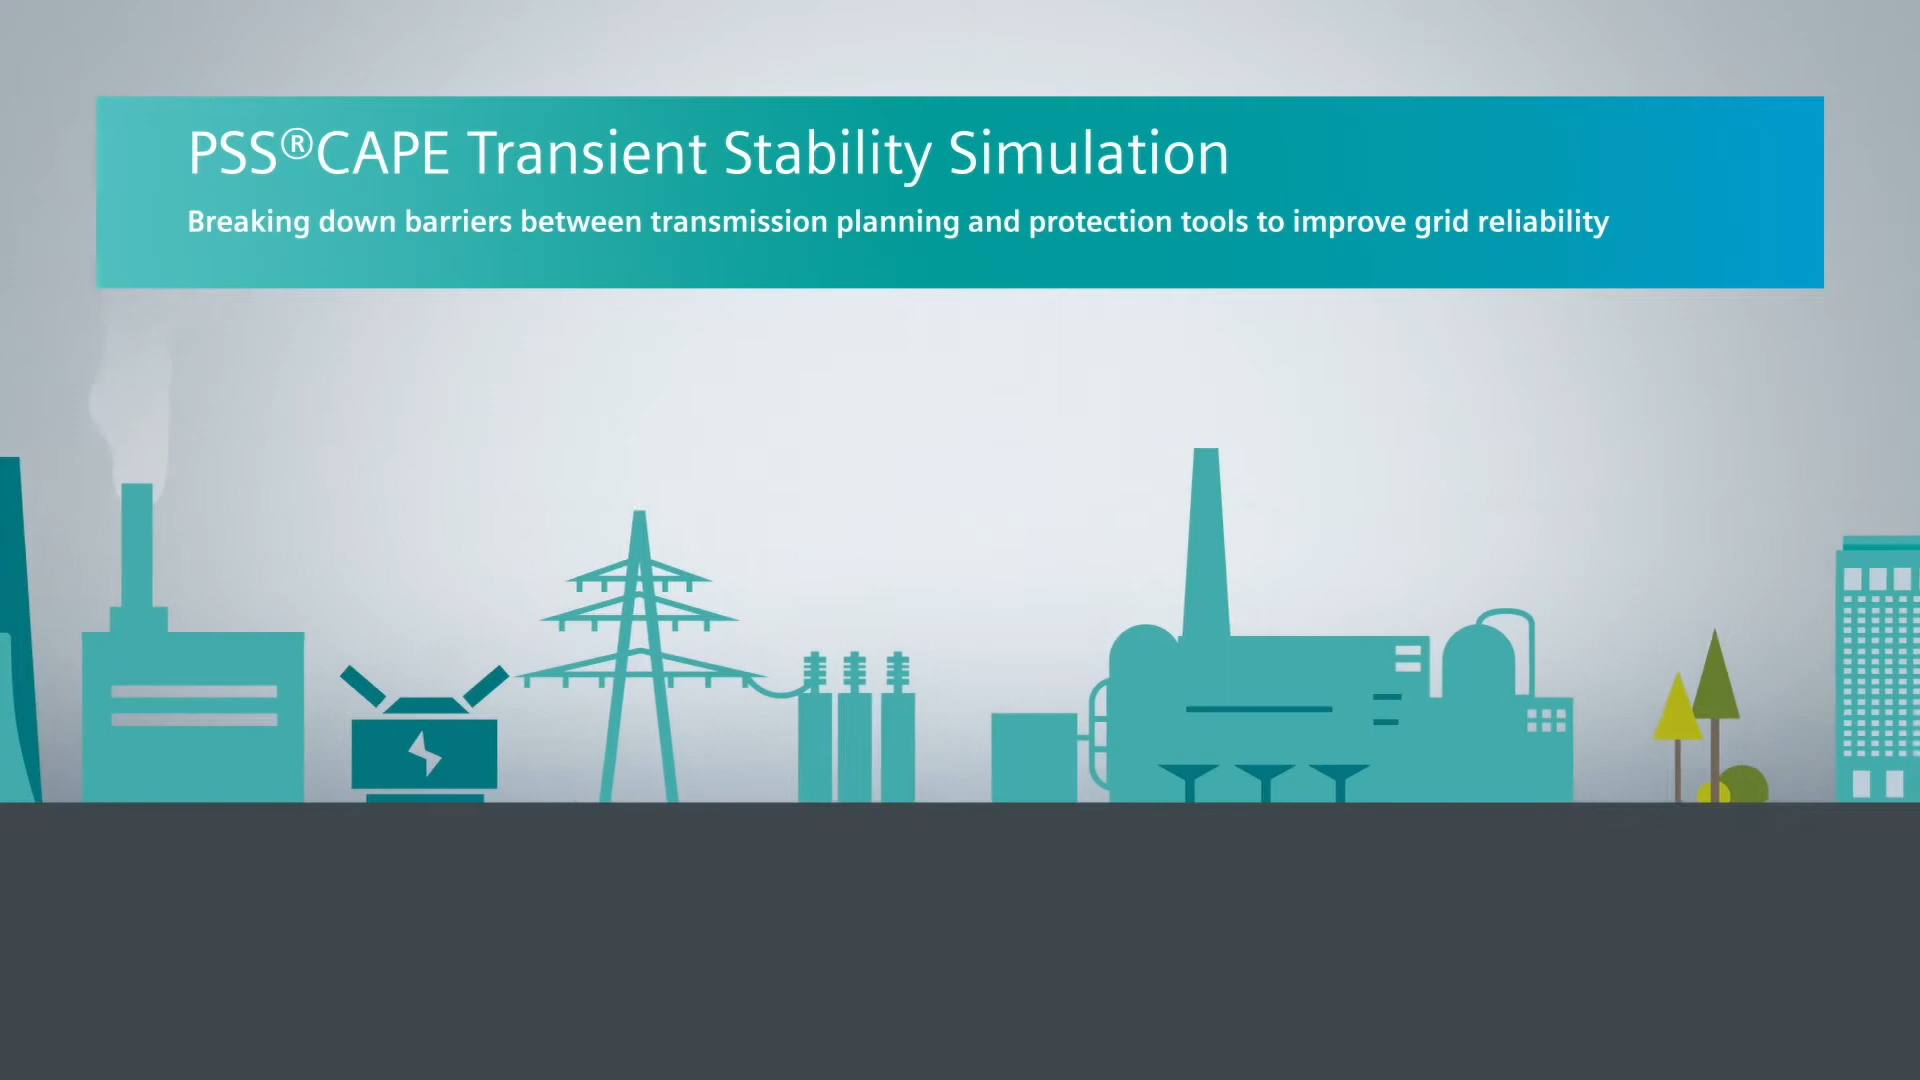 PSS®CAPE Transient Stability Simulation
Breaking down barriers between transmission planning and protection tools to improve grid reliability